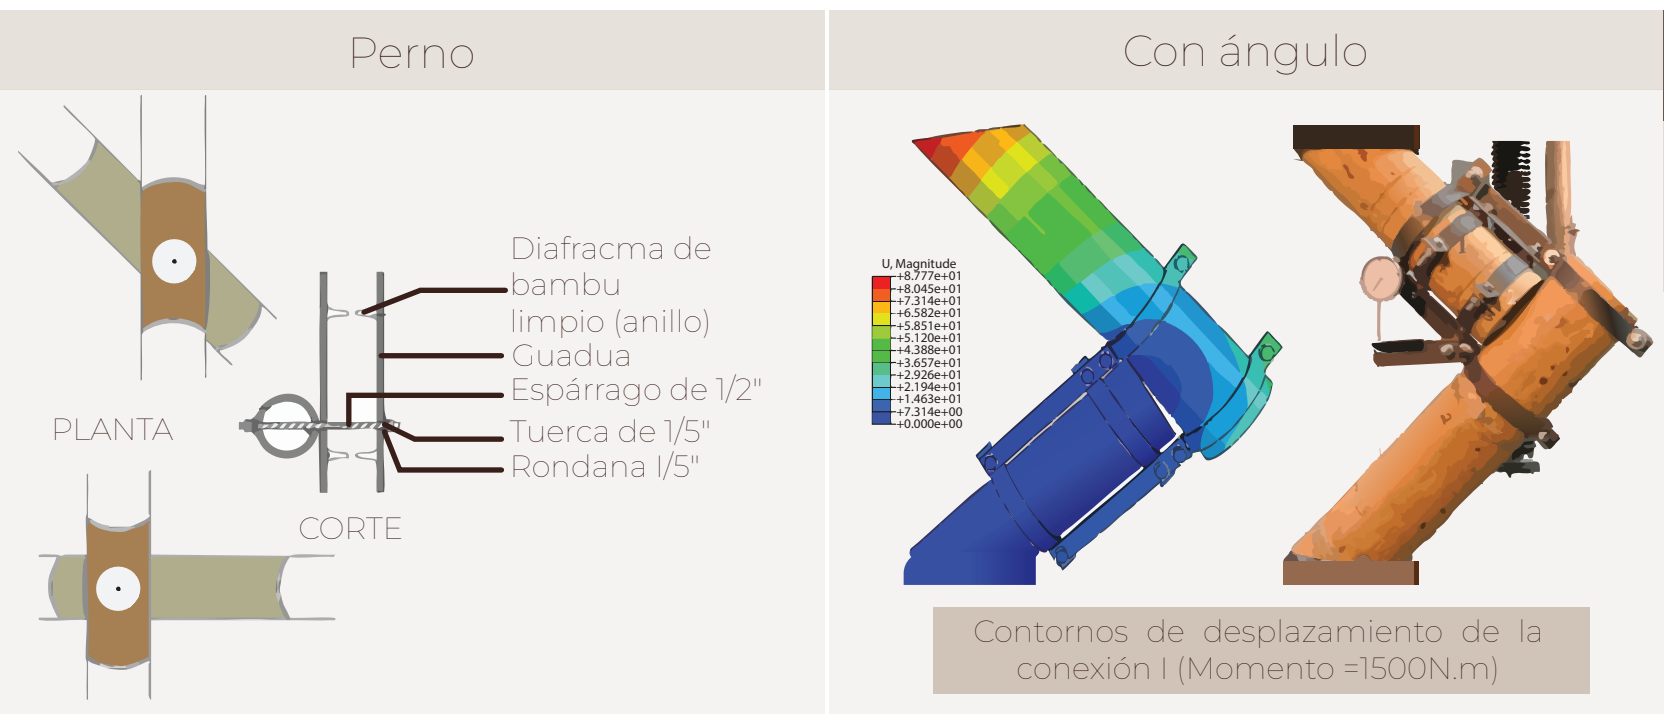 Perno
Diafracma de
bambu
limpio (anillo)
Guadua
Espárrago de 1/2"
Tuerca de 1/5"
Rondana I/5"
PLANTA
CORTE
Con ángulo
U, Magnitude
+8.777e+01
+8.045e+01
+7.314e+01
+6.582e+01
+5.851e+01
+5.120e+01
+4.388e+01
+3.657e+01
+2.926e+01
+2.194e+01
+1.463e+01
+7.314e+00
+0.000e+00
Contornos de desplazamiento de la
conexión I (Momento =1500N.m)